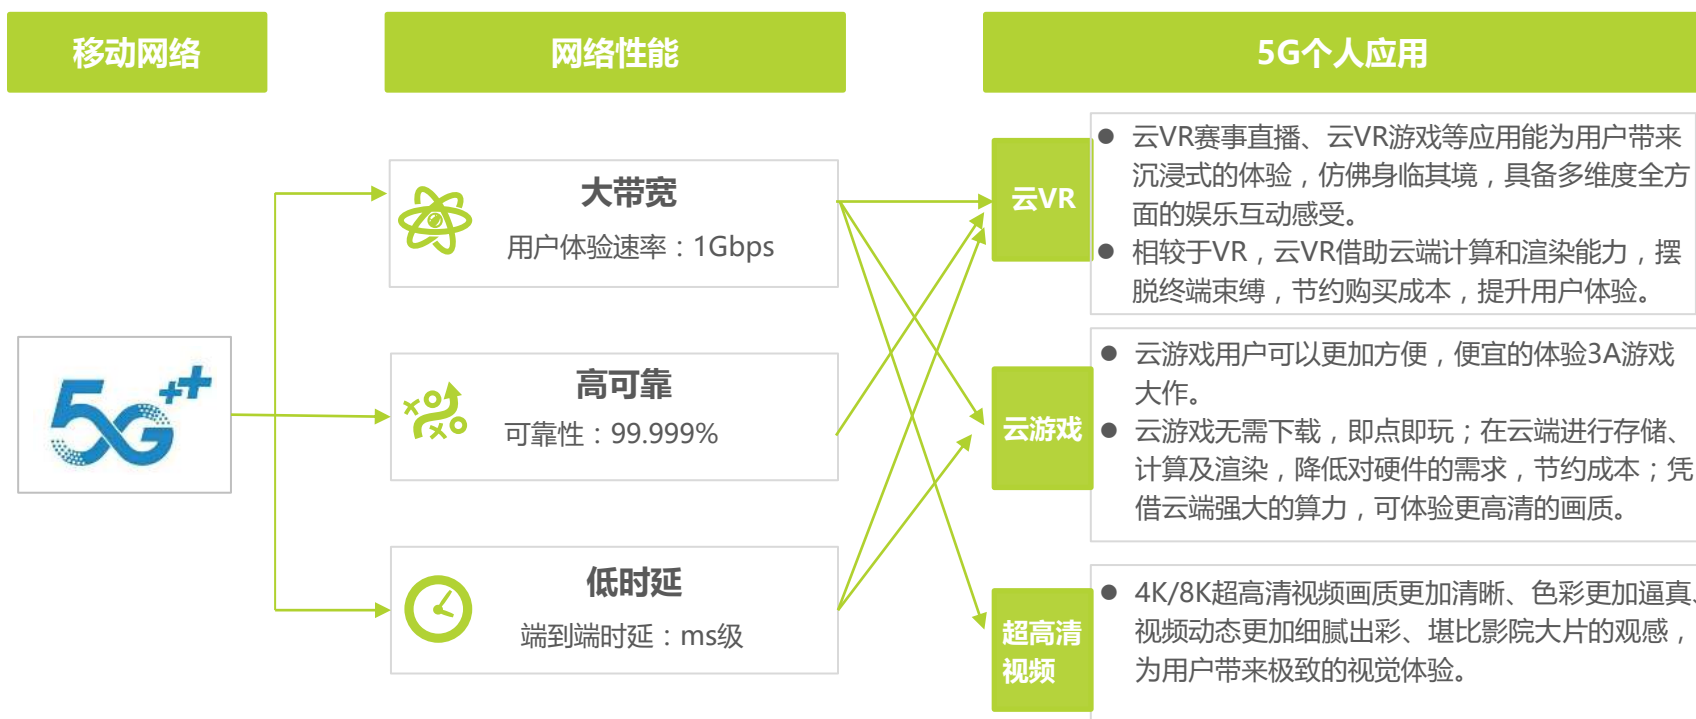 移动网络
网络性能
5G个人应用
5G++
大带宽
用户体验速率：1Gbps
高可靠
可靠性：99.999%
低时延
端到端时延：ms级
云VR
● 云VR赛事直播、云VR游戏等应用能为用户带来
沉浸式的体验，仿佛身临其境，具备多维度全方
面的娱乐互动感受。
● 相较于VR，云VR借助云端计算和渲染能力，摆
脱终端束缚，节约购买成本，提升用户体验。
云游戏
● 云游戏用户可以更加方便，便宜的体验3A游戏
大作。
● 云游戏无需下载，即点即玩；在云端进行存储、
计算及渲染，降低对硬件的需求，节约成本；凭
借云端强大的算力，可体验更高清的画质。
超高清
视频
● 4K/8K超高清视频画质更加清晰、色彩更加逼真、
视频动态更加细腻出彩、堪比影院大片的观感，
为用户带来极致的视觉体验。